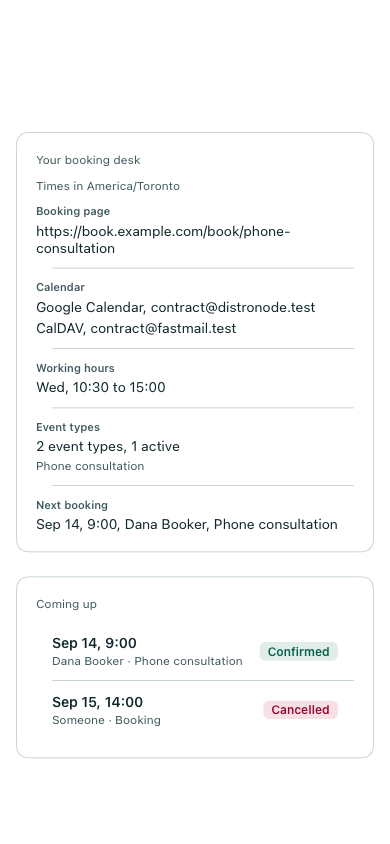 Your booking desk
Times in America/Toronto
Booking page
https://book.example.com/book/phone-
consultation
Calendar
Google Calendar, contract@distronode.test
CalDAV, contract@fastmail.test
Working hours
Wed, 10:30 to 15:00
Event types
2 event types, 1 active
Phone consultation
Next booking
Sep 14, 9:00, Dana Booker, Phone consultation
Coming up
Sep 14, 9:00
Dana Booker · Phone consultation
Confirmed
Sep 15, 14:00
Someone · Booking
Cancelled